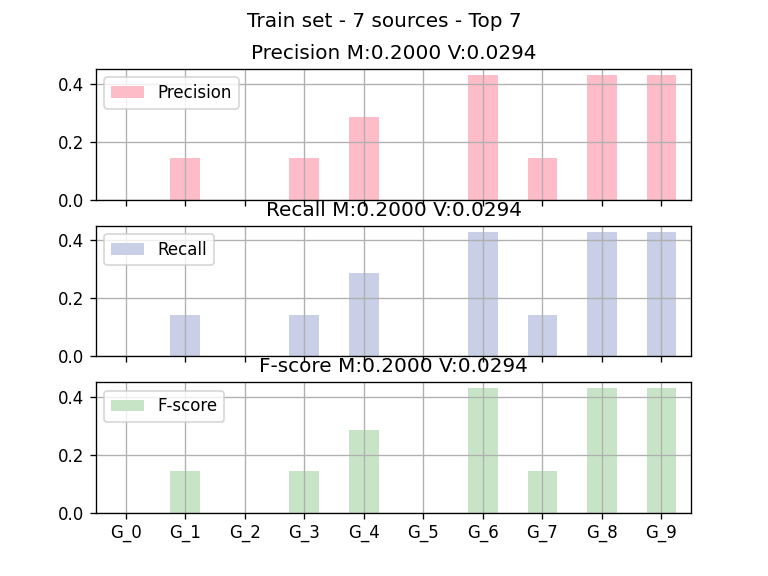 Train set - 7 sources - Top 7
Precision M:0.2000 V:0.0294
0.4
Precision
0.2
0.0
Recall M:0.2000 V:0.0294
0.4
Recall
0.2
0.0
F-score M:0.2000 V:0.0294
0.4
F-score
0.2
0.0
G_0 G_1 G_2 G_3 G_4 G_5 G_6 G_7 G_8 G_9